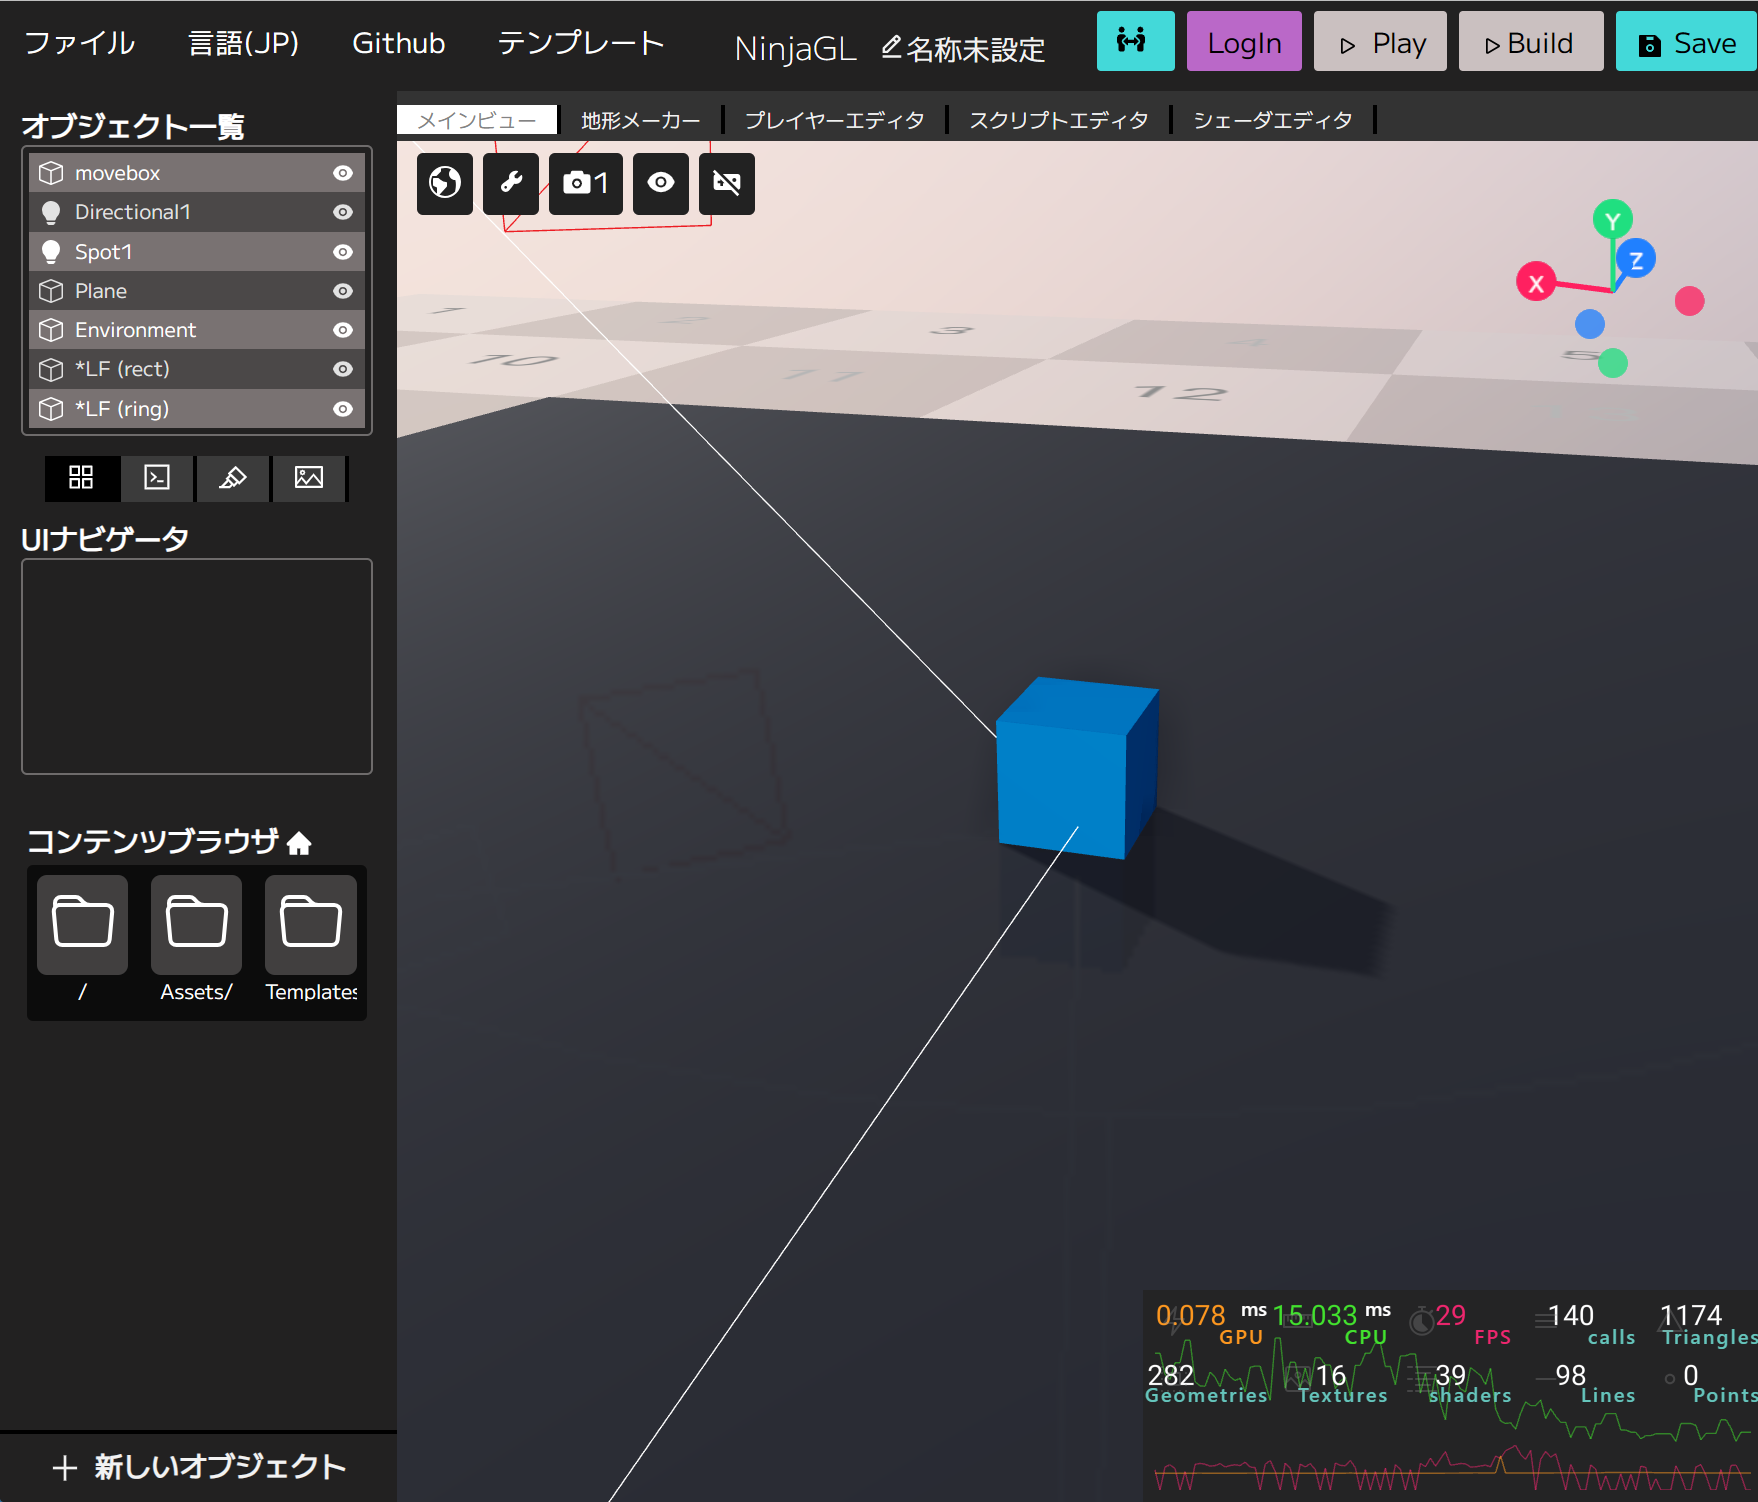 ファイル 言語(JP) Github テンプレート NinjaGL 名称未設定 LogIn Play Build Save
オブジェクト一覧
メインビュー 地形メーカー プレイヤーエディタ スクリプトエディタ シェーダエディタ
movebox
Directional1
Spot1
Plane
Environment
*LF (rect)
*LF (ring)
1
Y
Z
X
1 2 3 4 5
10 11 12
UIナビゲータ
コンテンツブラウザ
/ Assets/ Templates
新しいオブジェクト
0.078 ms 15.033 ms 29 140 1174
GPU CPU FPS calls Triangles
282 16 39 98 0
Geometries Textures shaders Lines Points